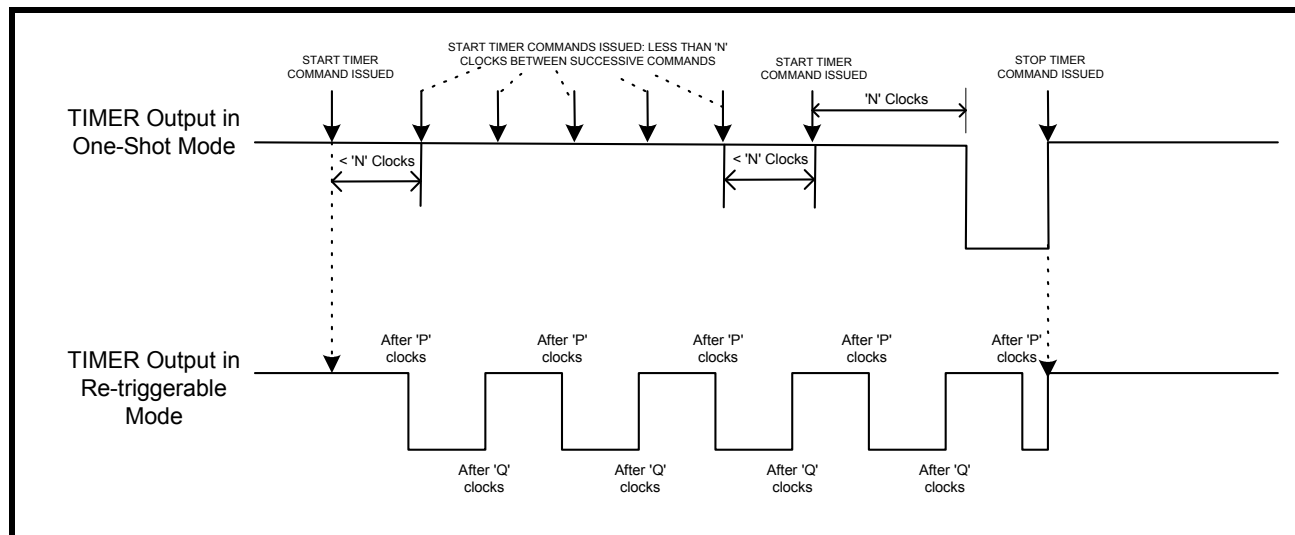 START TIMER
COMMAND ISSUED
START TIMER COMMANDS ISSUED: LESS THAN 'N'
CLOCKS BETWEEN SUCCESSIVE COMMANDS
START TIMER
COMMAND ISSUED
STOP TIMER
COMMAND ISSUED
'N' Clocks
TIMER Output in
One-Shot Mode
< 'N' Clocks
< 'N' Clocks
After 'P'
clocks
After 'P'
clocks
After 'P'
clocks
After 'P'
clocks
After 'P'
clocks
TIMER Output in
Re-triggerable
Mode
After 'Q'
clocks
After 'Q'
clocks
After 'Q'
clocks
After 'Q'
clocks